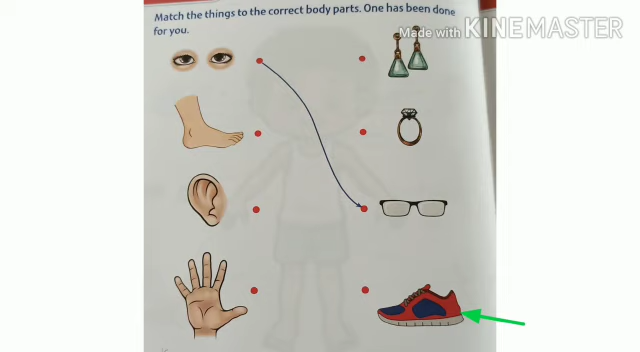 Match the things to the correct body parts. One has been done
for you.
Made with KINEMASTER